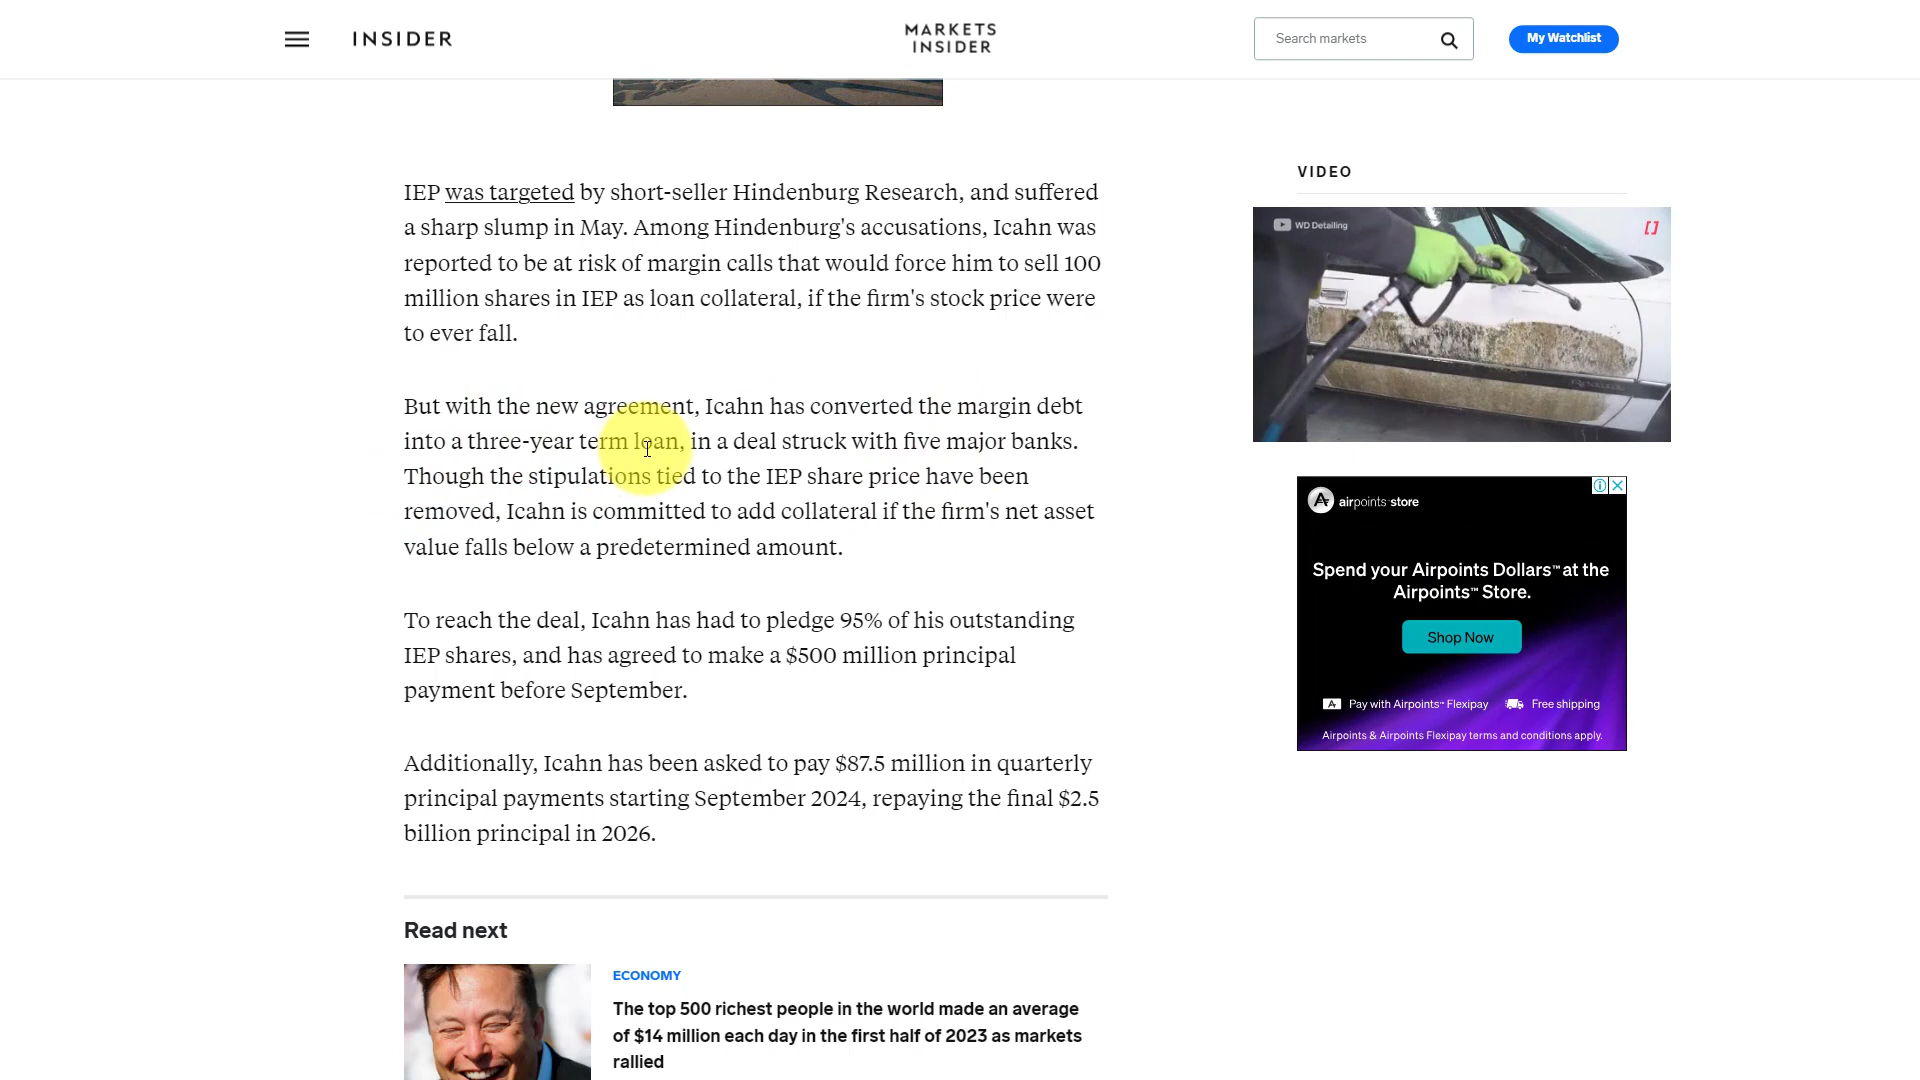 INSIDER
MARKETS
INSIDER
Search markets
My Watchlist
IEP was targeted by short-seller Hindenburg Research, and suffered
a sharp slump in May. Among Hindenburg's accusations, Icahn was
reported to be at risk of margin calls that would force him to sell 100
million shares in IEP as loan collateral, if the firm's stock price were
to ever fall.
But with the new agreement, Icahn has converted the margin debt
into a three-year term loan, in a deal struck with five major banks.
Though the stipulations tied to the IEP share price have been
removed, Icahn is committed to add collateral if the firm's net asset
value falls below a predetermined amount.
To reach the deal, Icahn has had to pledge 95% of his outstanding
IEP shares, and has agreed to make a $500 million principal
payment before September.
Additionally, Icahn has been asked to pay $87.5 million in quarterly
principal payments starting September 2024, repaying the final $2.5
billion principal in 2026.
Read next
ECONOMY
The top 500 richest people in the world made an average
of $14 million each day in the first half of 2023 as markets
rallied
VIDEO
WD Detailing
airpoints store
Spend your Airpoints Dollars™ at the
Airpoints™ Store.
Shop Now
Pay with Airpoints™ Flexipay
Free shipping
Airpoints & Airpoints Flexipay terms and conditions apply.